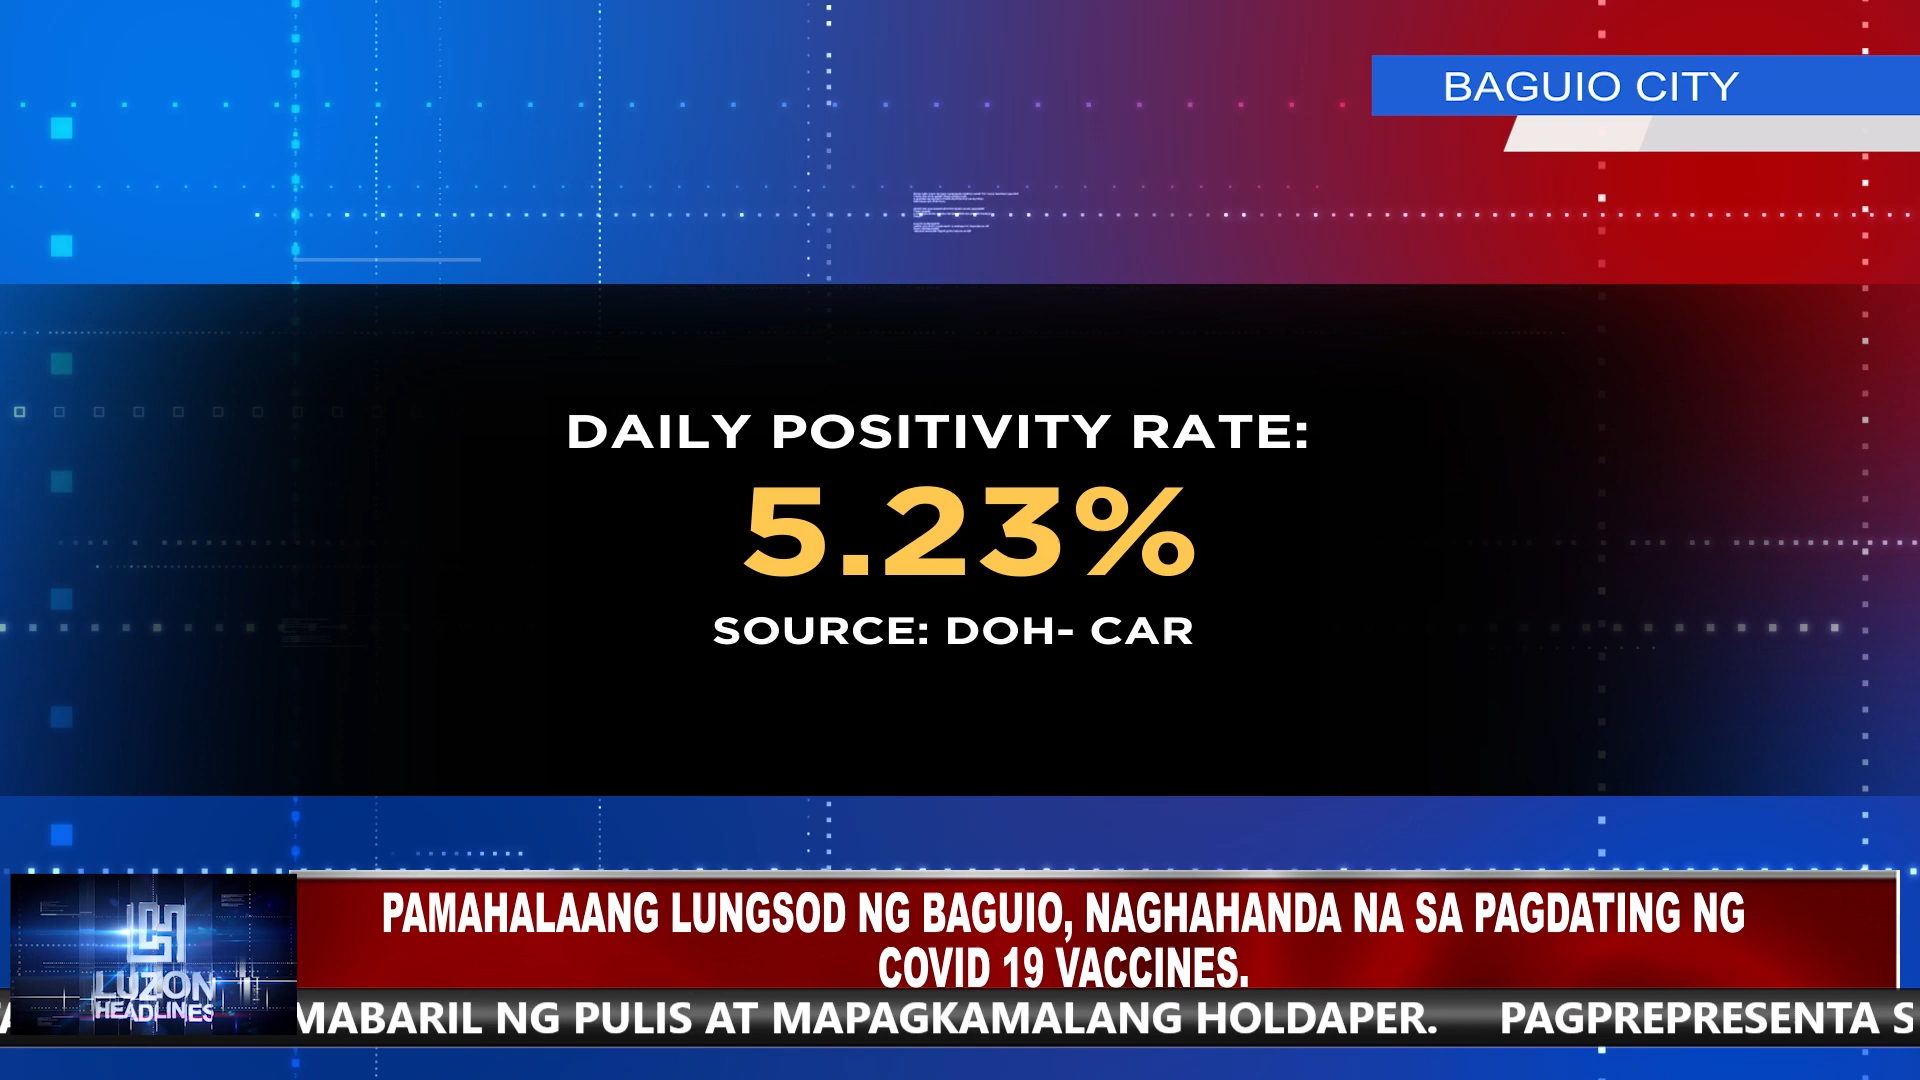 BAGUIO CITY
DAILY POSITIVITY RATE:
5.23%
SOURCE: DOH- CAR
PAMAHALAANG LUNGSOD NG BAGUIO, NAGHAHANDA NA SA PAGDATING NG
COVID 19 VACCINES.
LUZON
HEADLINES
MABARIL NG PULIS AT MAPAGKAMALANG HOLDAPER. PAGPREPRESENTA S